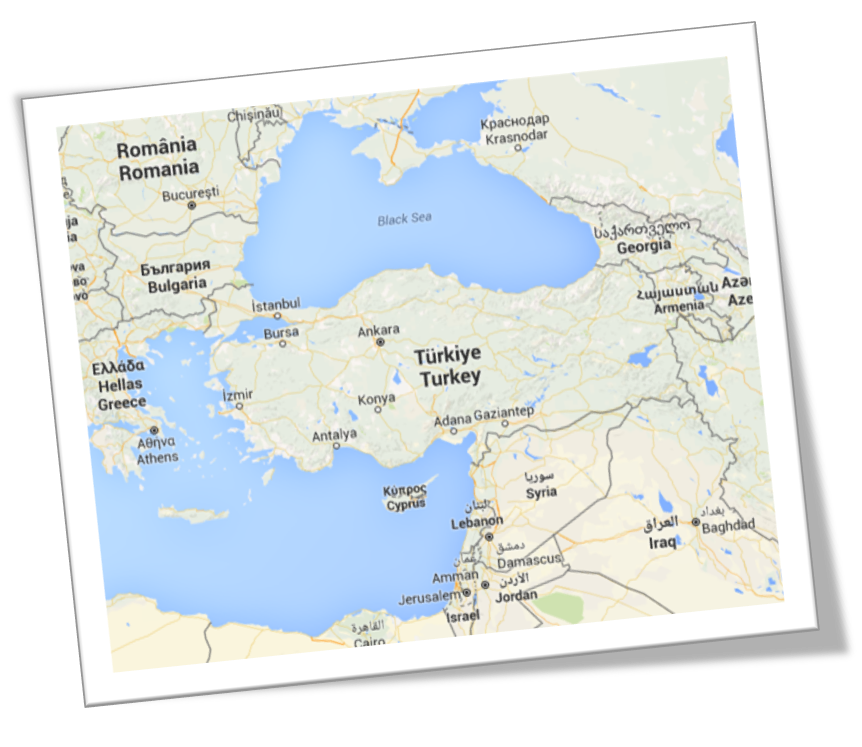 Chișinău
România
Romania
București
Краснодар
Krasnodar
Black Sea
საქართველო
Georgia
България
Bulgaria
Հայաստան
Armenia
İstanbul
Bursa
Ankara
Türkiye
Turkey
Ελλάδα
Hellas
Greece
İzmir
Konya
Adana
Gaziantep
Antalya
Αθήνα
Athens
Κύπρος
Cyprus
سوريا
Syria
لبنان
Lebanon
دمشق
Damascus
العراق
Iraq
بغداد
Baghdad
عمان
Amman
الأردن
Jordan
Jerusalem
Israel
القاهرة
Cairo